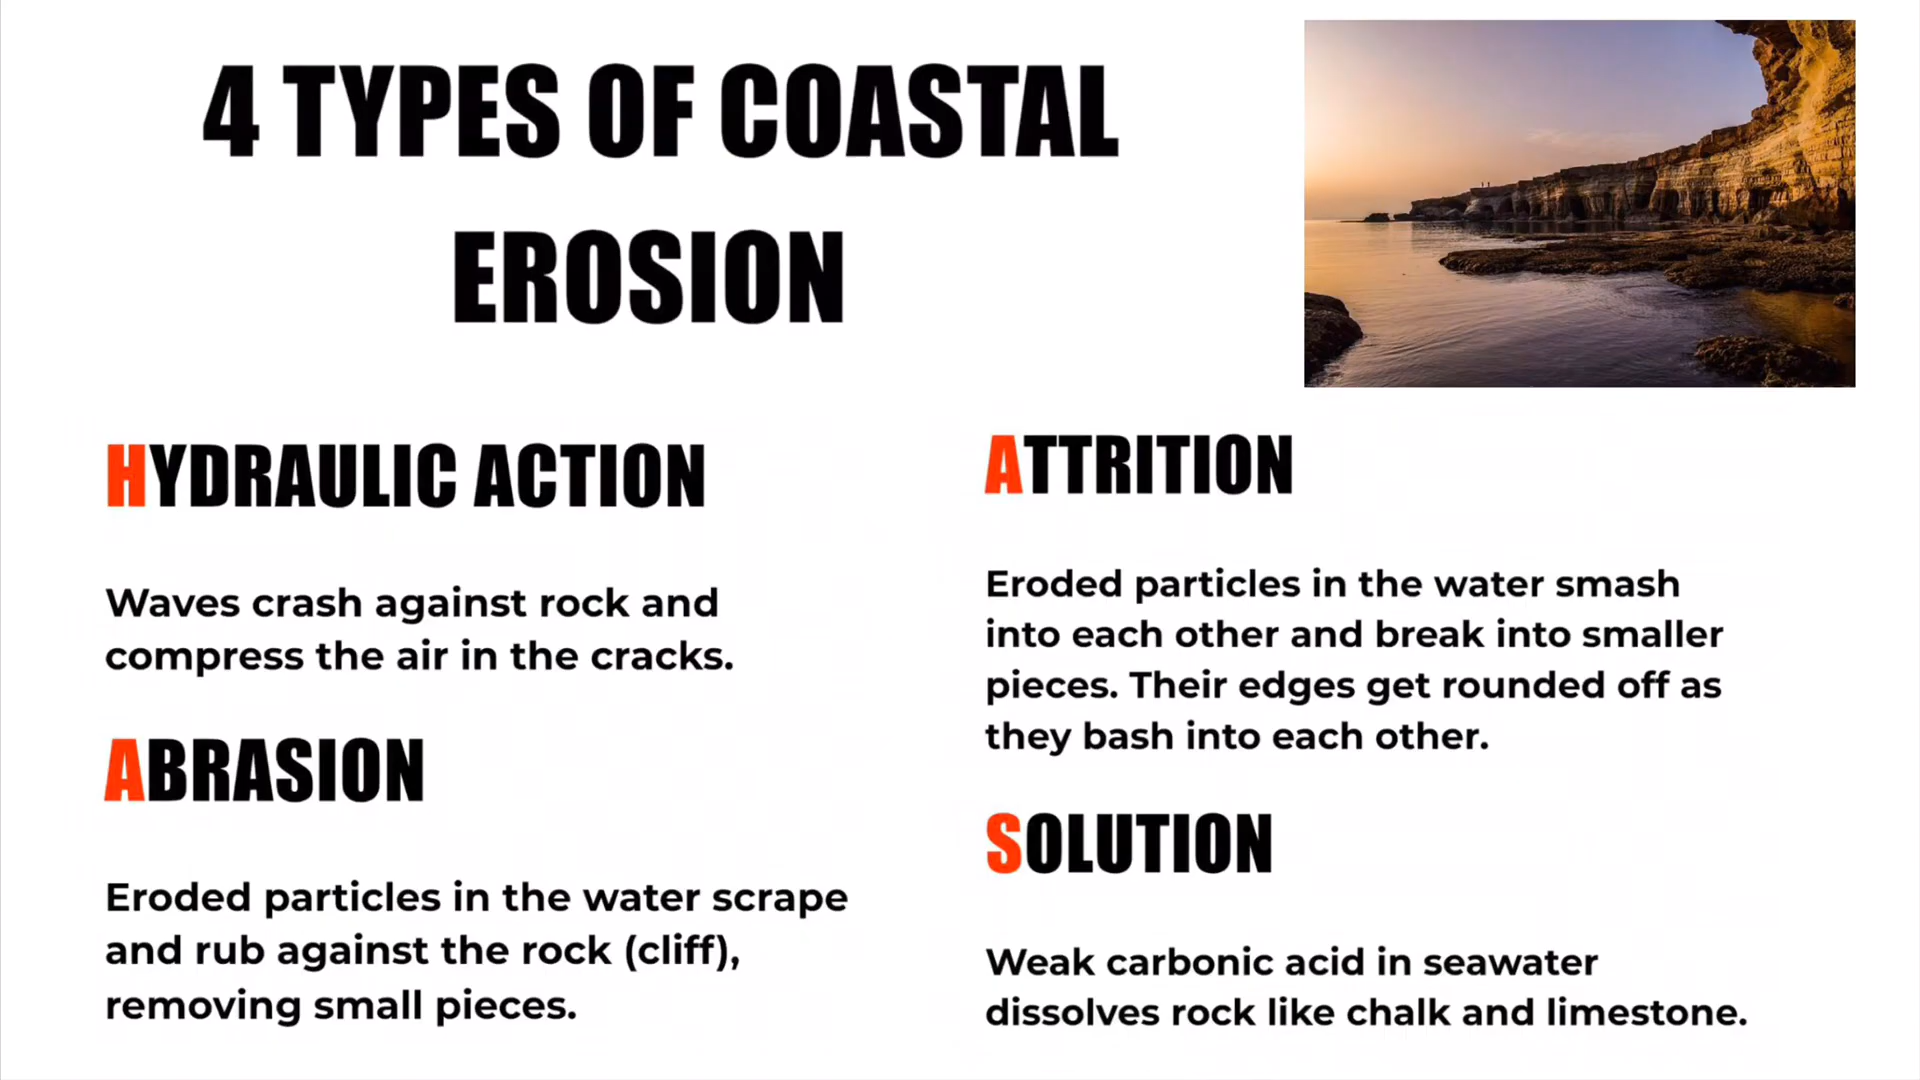 4 TYPES OF COASTAL
EROSION
HYDRAULIC ACTION
Waves crash against rock and
compress the air in the cracks.
ABRASION
Eroded particles in the water scrape
and rub against the rock (cliff),
removing small pieces.
ATTRITION
Eroded particles in the water smash
into each other and break into smaller
pieces. Their edges get rounded off as
they bash into each other.
SOLUTION
Weak carbonic acid in seawater
dissolves rock like chalk and limestone.